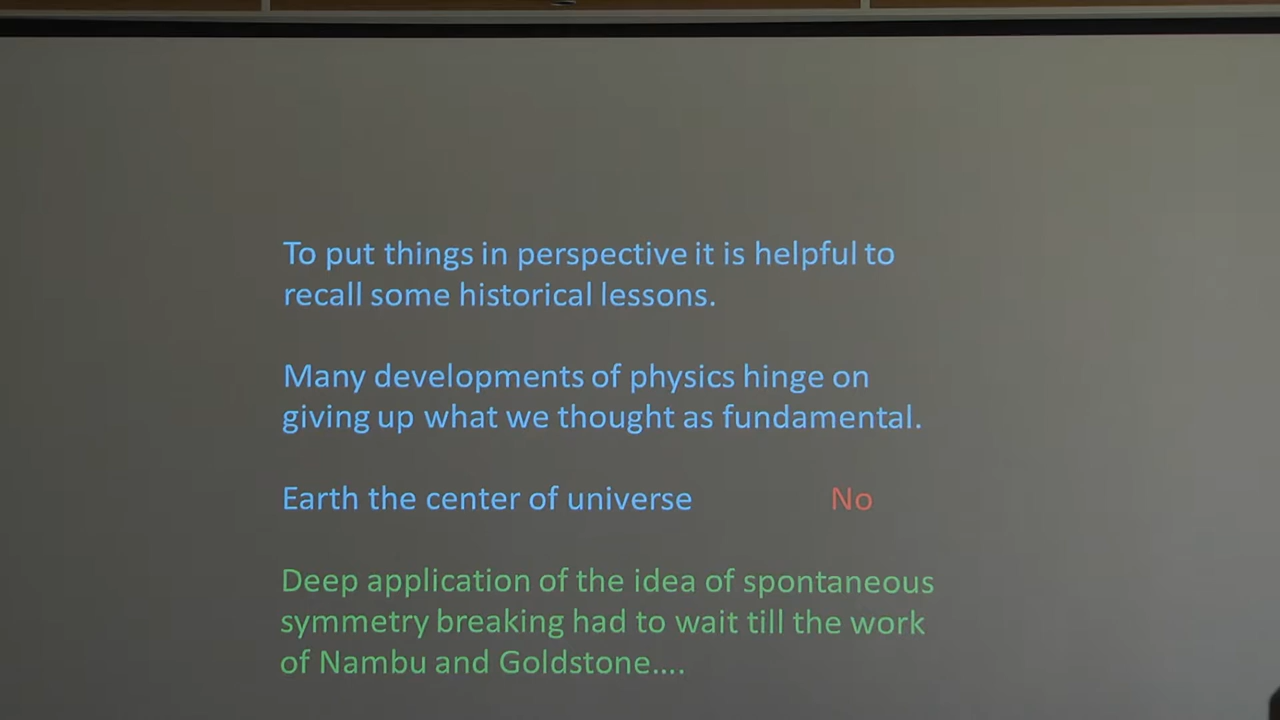 To put things in perspective it is helpful to
recall some historical lessons.
Many developments of physics hinge on
giving up what we thought as fundamental.
Earth the center of universe No
Deep application of the idea of spontaneous
symmetry breaking had to wait till the work
of Nambu and Goldstone....